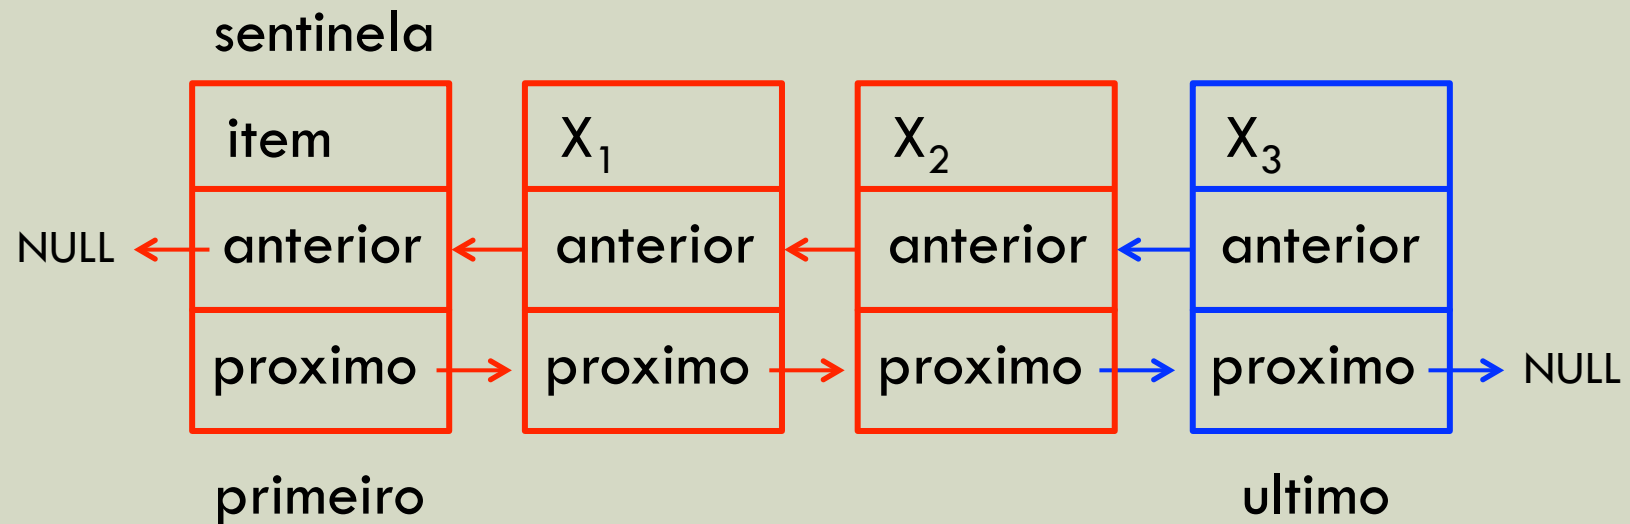 sentinela
item X₁ X₂ X₃
NULL anterior anterior anterior anterior
proximo proximo proximo proximo NULL
primeiro ultimo